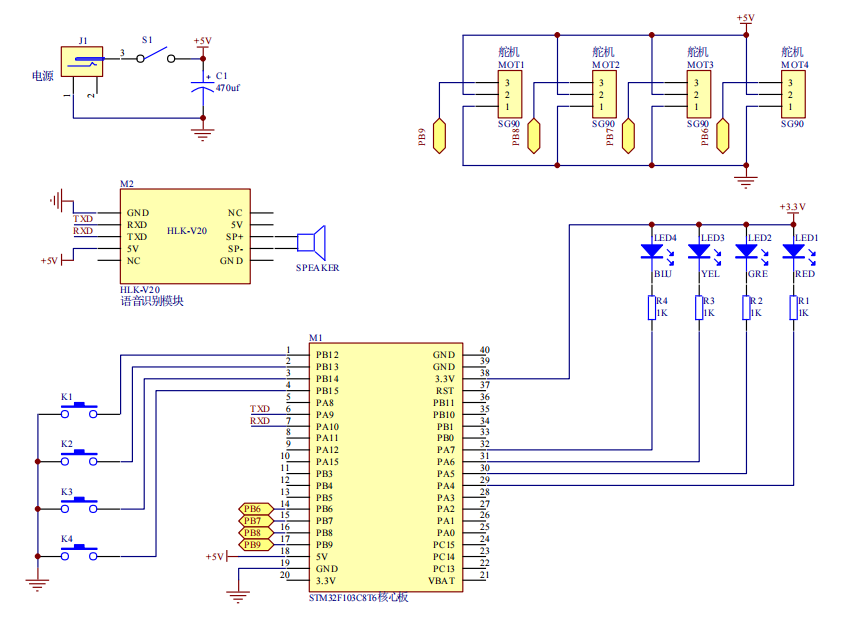 J1
电源
3
1
2
S1
+5V
C1
470uf
+
+5V
舵机
MOT1
3
2
1
SG90
PB9
舵机
MOT2
3
2
1
SG90
PB8
舵机
MOT3
3
2
1
SG90
PB7
舵机
MOT4
3
2
1
SG90
PB6
M2
GND
RXD
TXD
5V
NC
HLK-V20
NC
5V
SP+
SP-
GND
TXD
RXD
+5V
SPEAKER
HLK-V20
语音识别模块
+3.3V
LED4
LED3
LED2
LED1
BLU
YEL
GRE
RED
R4
1K
R3
1K
R2
1K
R1
1K
M1
1 PB12 GND 40
2 PB13 GND 39
3 PB14 3.3V 38
4 PB15 RST 37
5 PA8 PB11 36
TXD 6 PA9 PB10 35
RXD 7 PA10 PB1 34
8 PA11 PB0 33
9 PA12 PA7 32
10 PA15 PA6 31
11 PB3 PA5 30
12 PB4 PA4 29
13 PB5 PA3 28
PB6 14 PB6 PA2 27
PB7 15 PB7 PA1 26
PB8 16 PB8 PA0 25
PB9 17 PB9 PC15 24
+5V 18 5V PC14 23
19 GND PC13 22
20 3.3V VBAT 21
STM32F103C8T6核心板
K1
K2
K3
K4